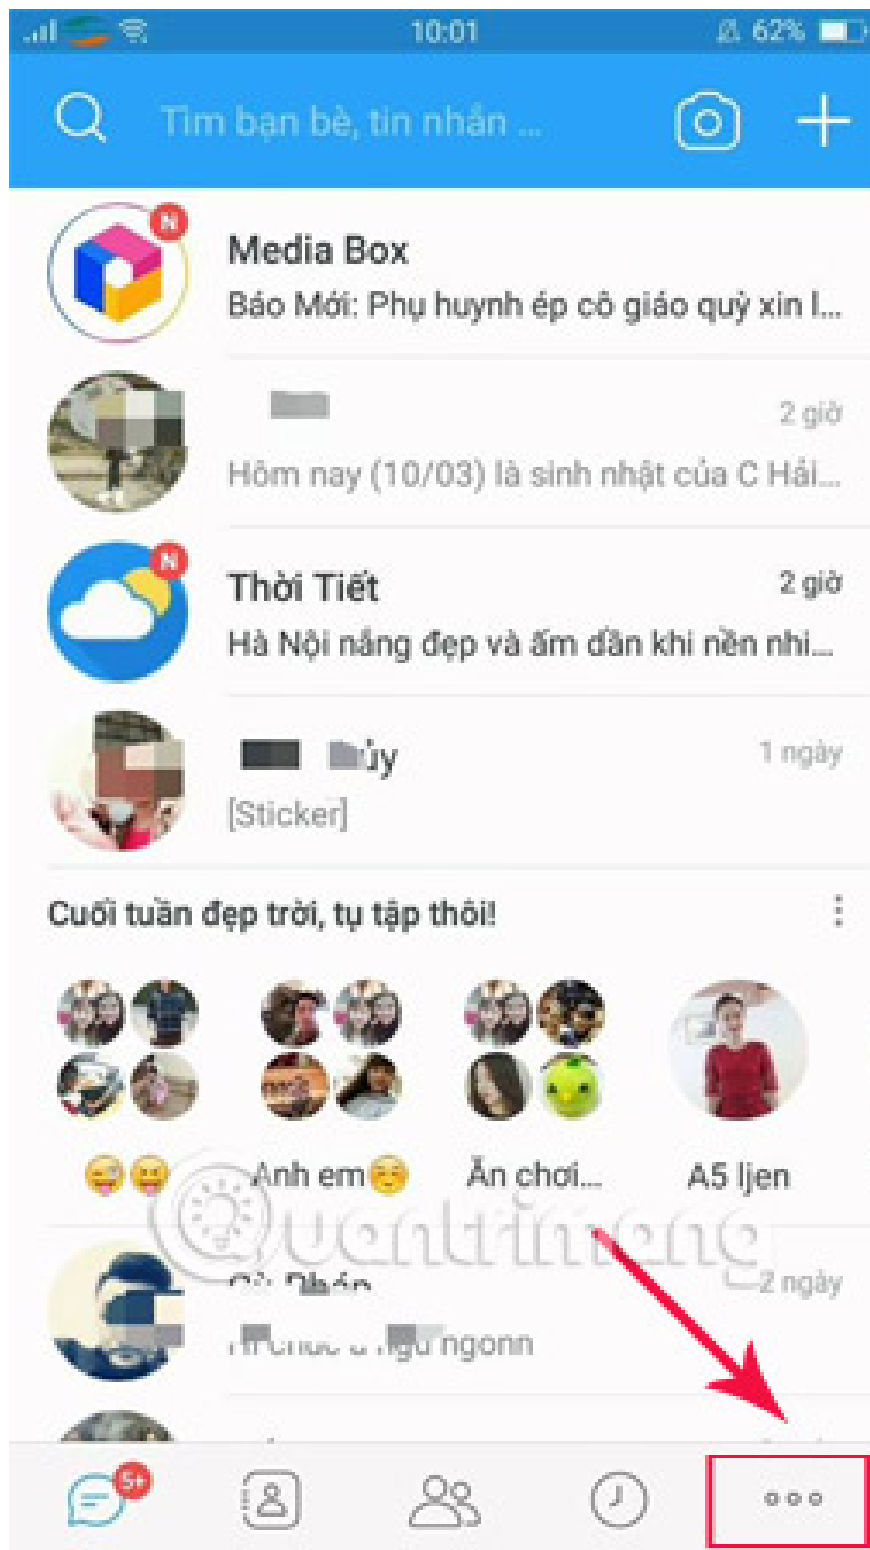 10:01
62%
Tìm bạn bè, tin nhắn ...
N
Media Box
Báo Mới: Phụ huynh ép cô giáo quỳ xin l...
2 giờ
Hôm nay (10/03) là sinh nhật của C Hải...
N
Thời Tiết
2 giờ
Hà Nội nắng đẹp và ấm dần khi nền nhi...
1 ngày
[Sticker]
Cuối tuần đẹp trời, tụ tập thôi!
Anh em
Ăn chơi...
A5 ljen
Quantrimang
2 ngày
ngonn
5+